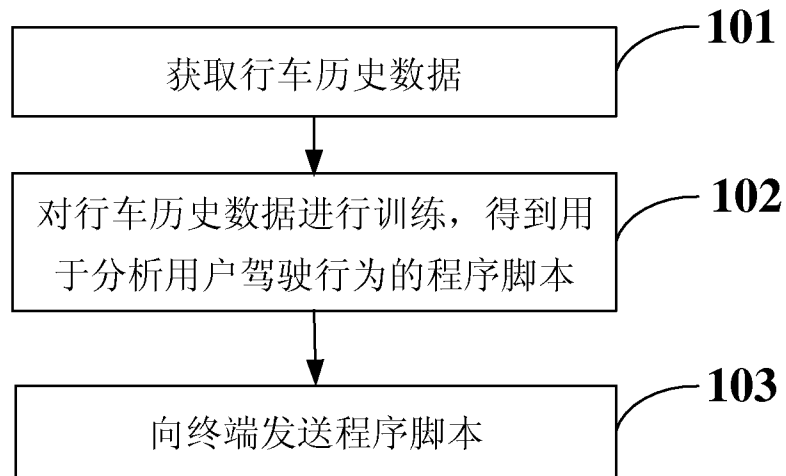 101
获取行车历史数据
102
对行车历史数据进行训练，得到用
于分析用户驾驶行为的程序脚本
103
向终端发送程序脚本